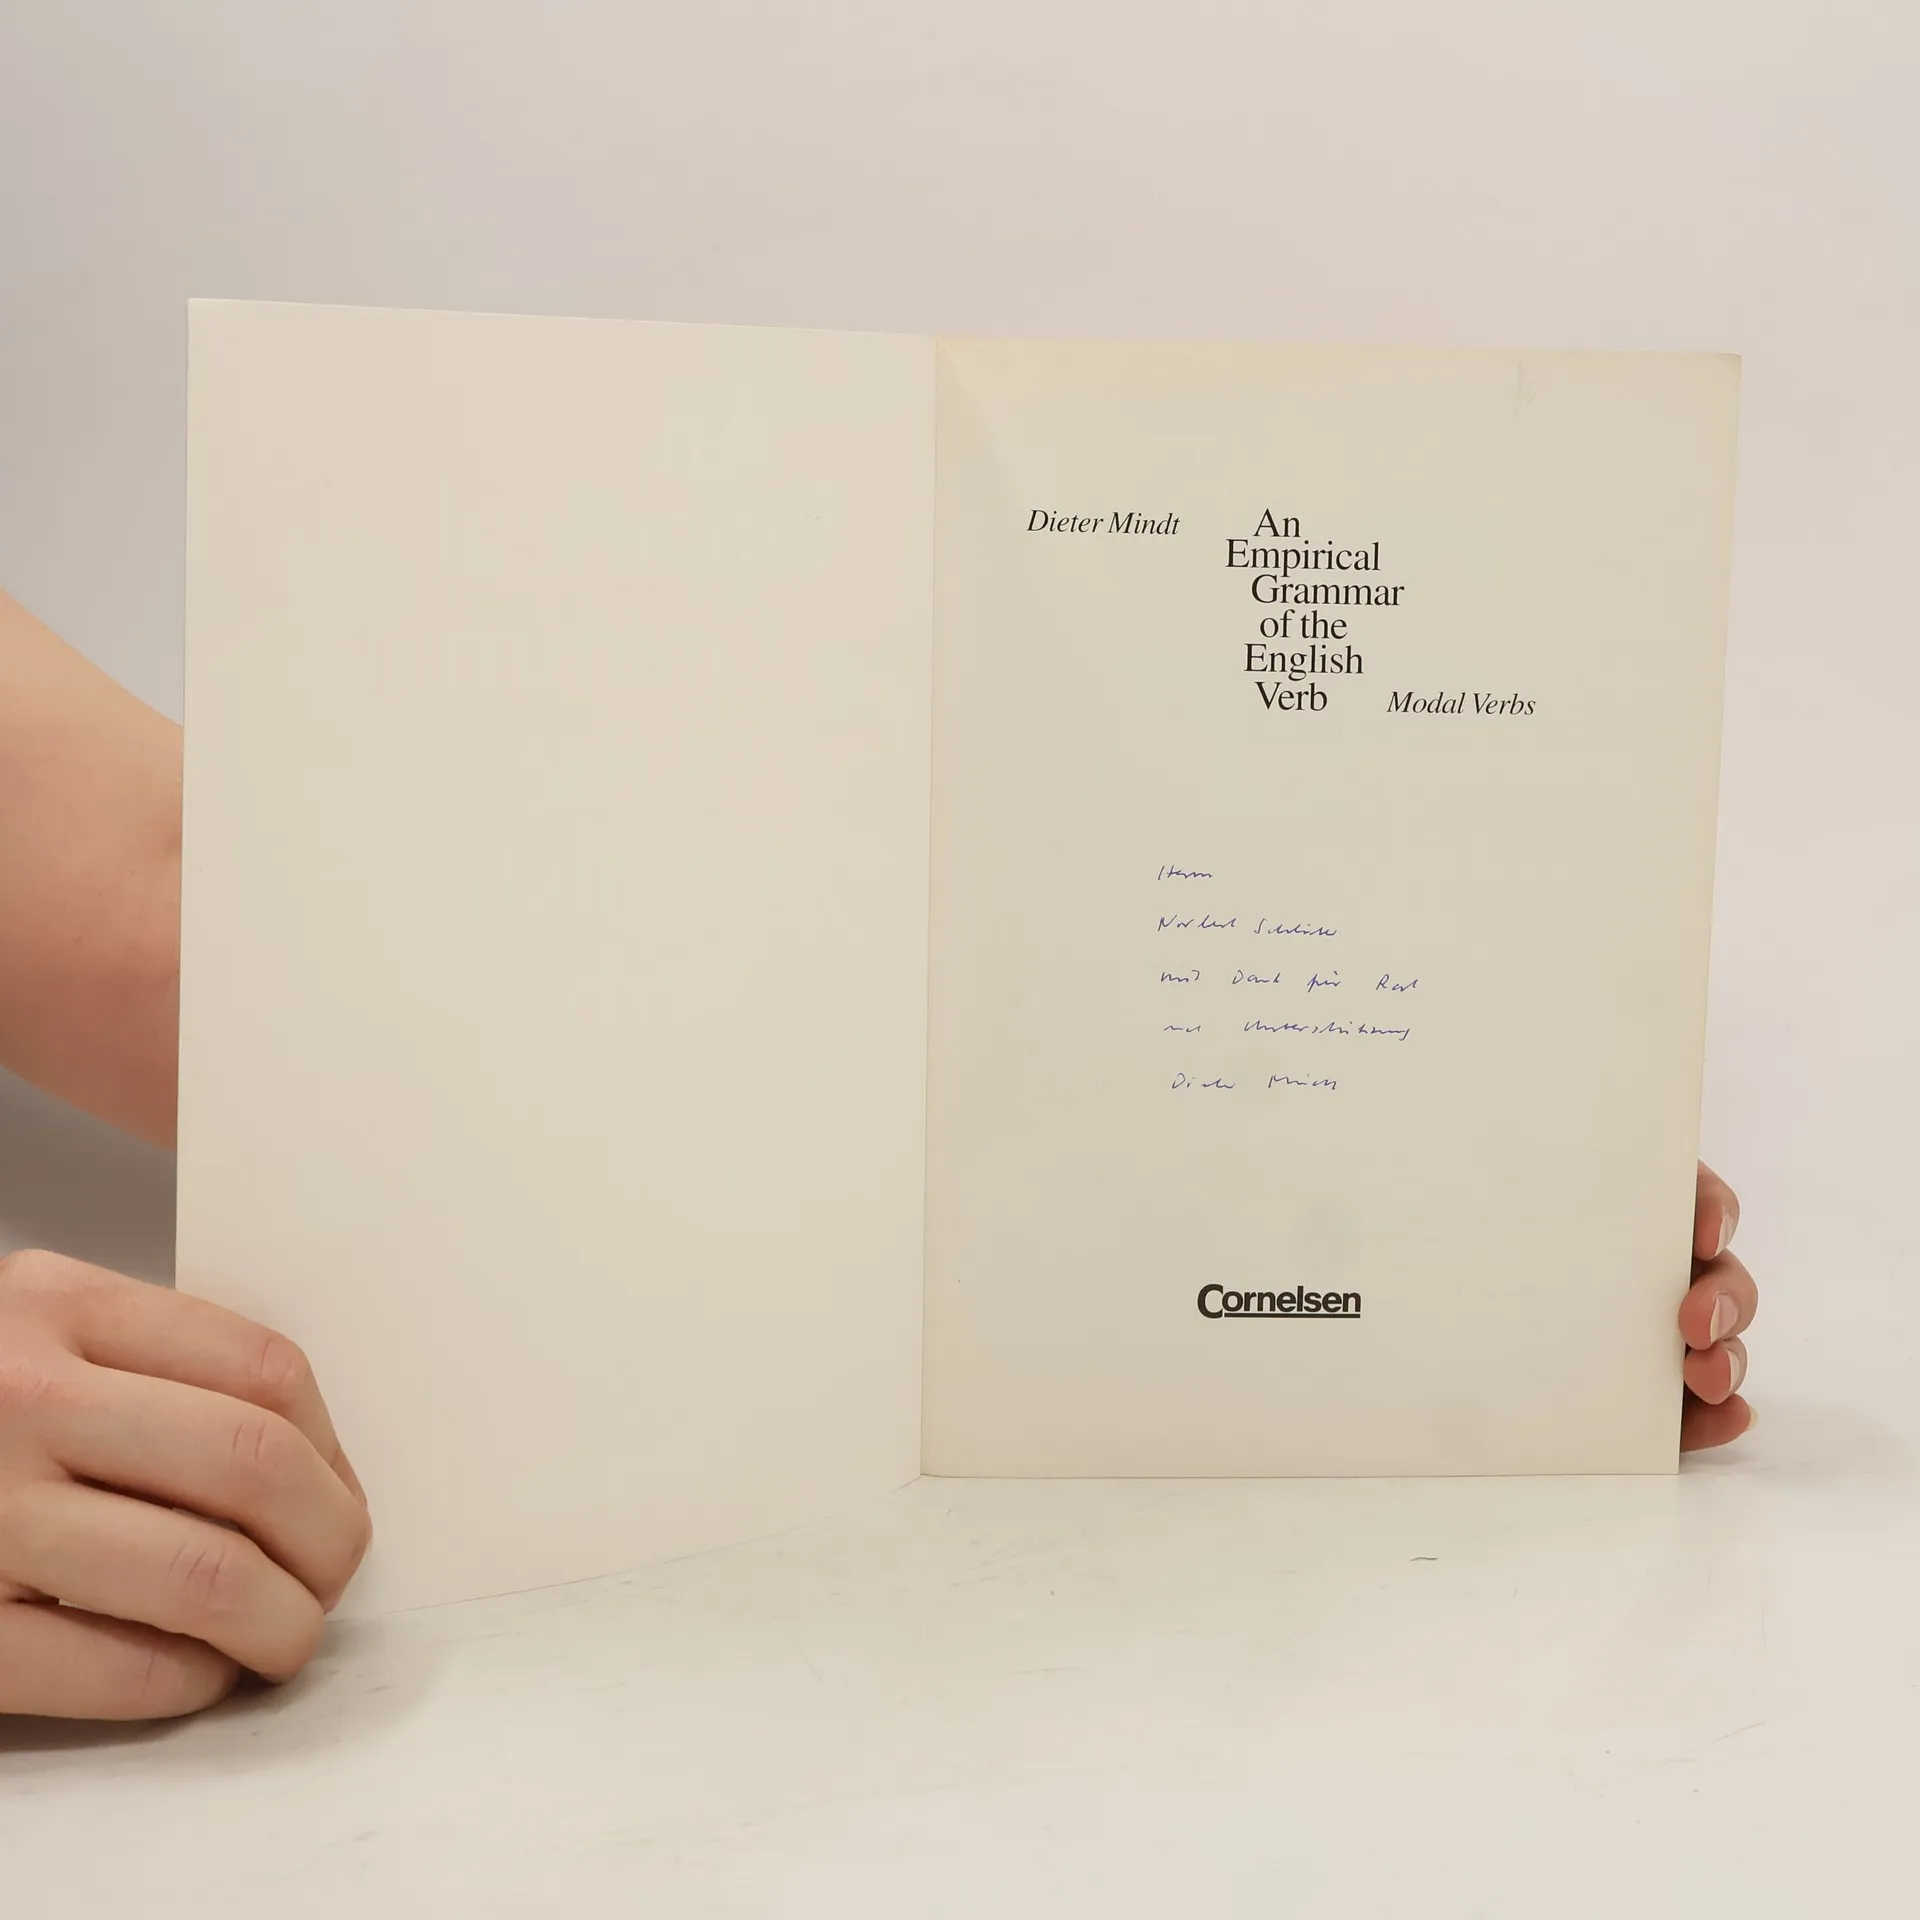 Dieter Mindt
An
Empirical
Grammar
of the
English
Verb
Modal Verbs
Herrn
Norbert
mit Dank für Rat
und Unterstützung
Dieter Mindt
Cornelsen